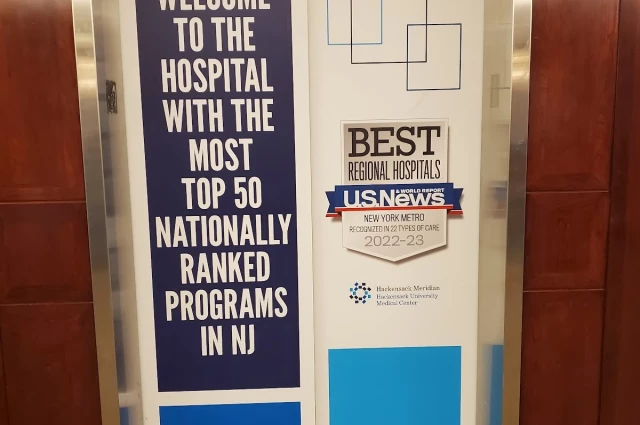 WELCOME
TO THE
HOSPITAL
WITH THE
MOST
TOP 50
NATIONALLY
RANKED
PROGRAMS
IN NJ
BEST
REGIONAL HOSPITALS
U.S.News
& WORLD REPORT
NEW YORK METRO
RECOGNIZED IN 22 TYPES OF CARE
2022-23
Hackensack Meridian
Hackensack University
Medical Center